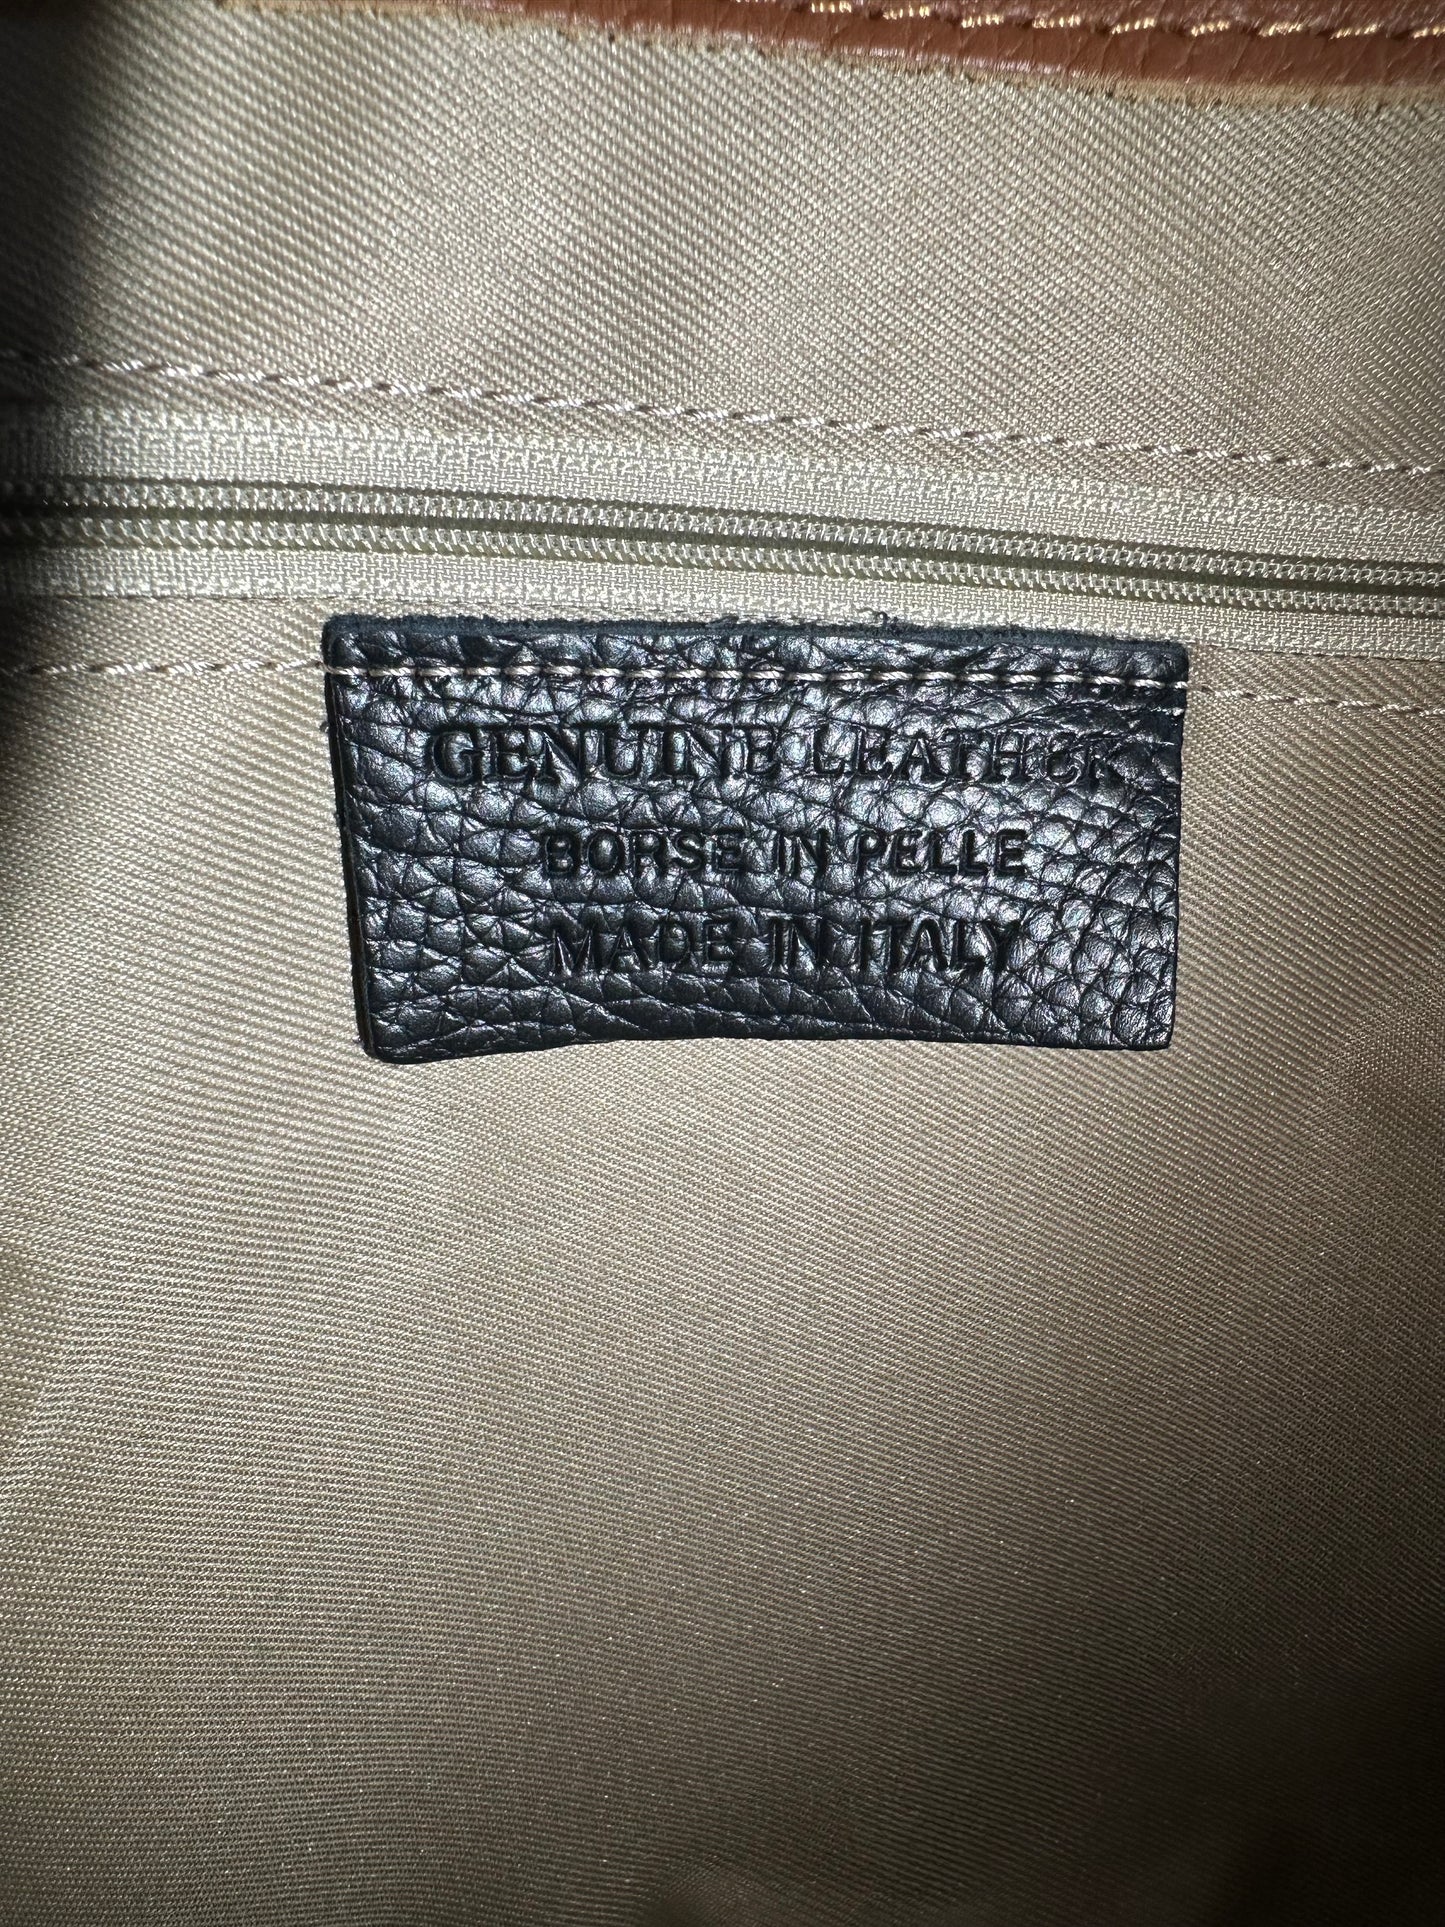 GENUINE LEATHER
BORSE IN PELLE
MADE IN ITALY